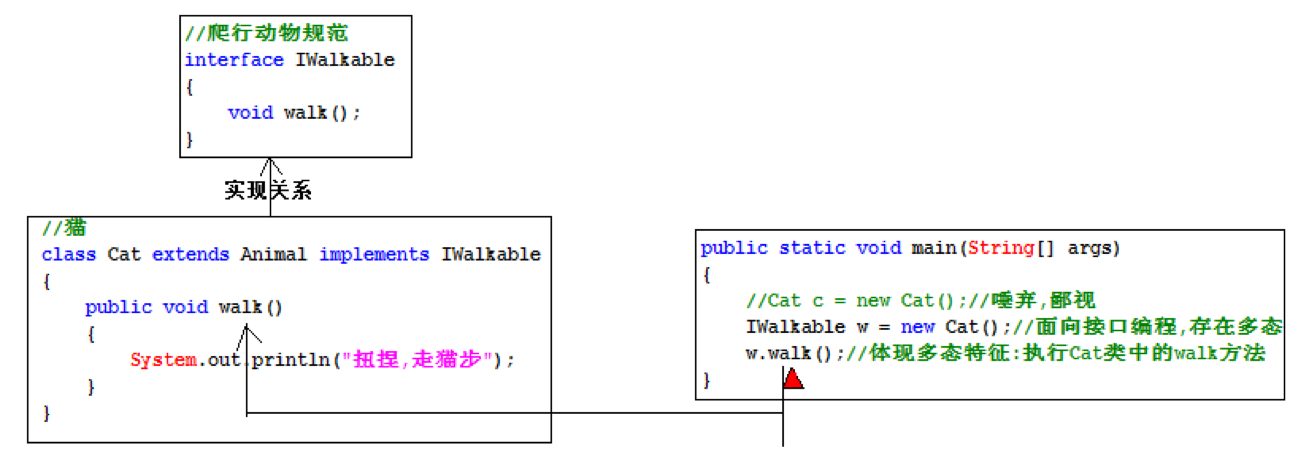 //爬行动物规范
interface IWalkable
{
void walk();
}
实现关系
//猫
class Cat extends Animal implements IWalkable
{
public void walk()
{
System.out.println("扭捏,走猫步");
}
}
public static void main(String[] args)
{
//Cat c = new Cat();//唾弃,鄙视
IWalkable w = new Cat();//面向接口编程,存在多态
w.walk();//体现多态特征:执行Cat类中的walk方法
}